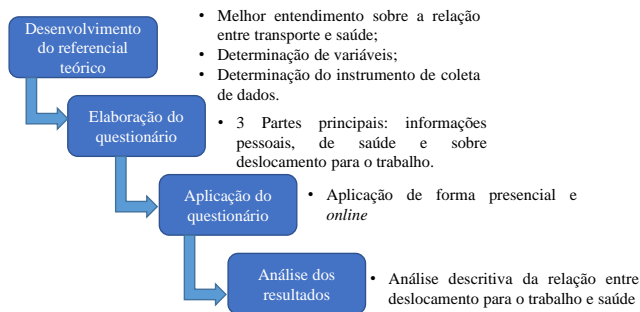 Desenvolvimento
do referencial
teórico
• Melhor entendimento sobre a relação
entre transporte e saúde;
• Determinação de variáveis;
• Determinação do instrumento de coleta
de dados.
Elaboração do
questionário
• 3 Partes principais: informações
pessoais, de saúde e sobre
deslocamento para o trabalho.
Aplicação do
questionário
• Aplicação de forma presencial e
online
Análise dos
resultados
• Análise descritiva da relação entre
deslocamento para o trabalho e saúde